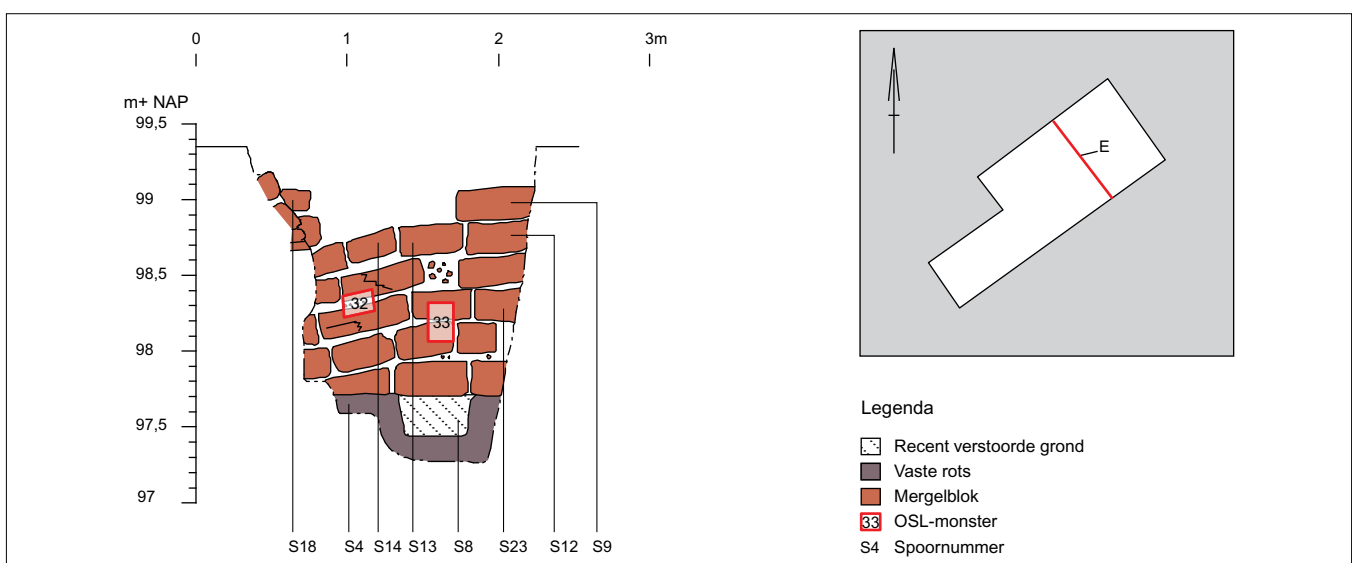 0 1 2 3m
m+ NAP
99,5
99
98,5
98
97,5
97
32
33
S18 S4 S14 S13 S8 S23 S12 S9
E
Legenda
Recent verstoorde grond
Vaste rots
Mergelblok
33 OSL-monster
S4 Spoornummer